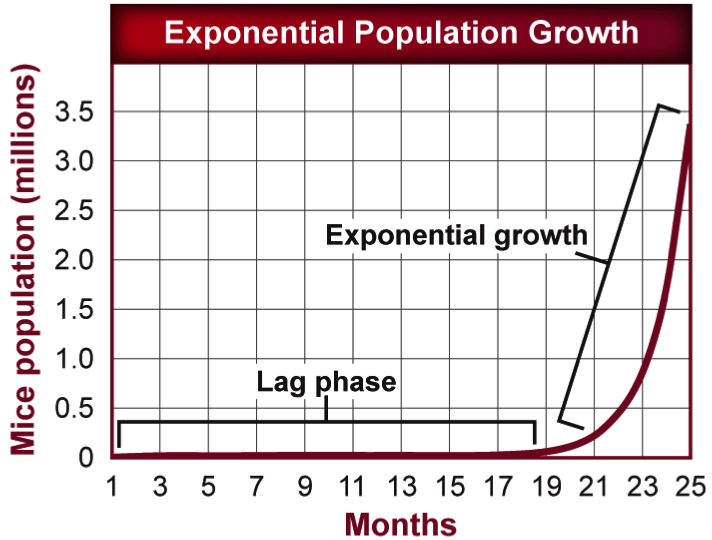 Exponential Population Growth
Mice population (millions)
3.5
3.0
2.5
2.0
1.5
1.0
0.5
0
Exponential growth
Lag phase
1 3 5 7 9 11 13 15 17 19 21 23 25
Months